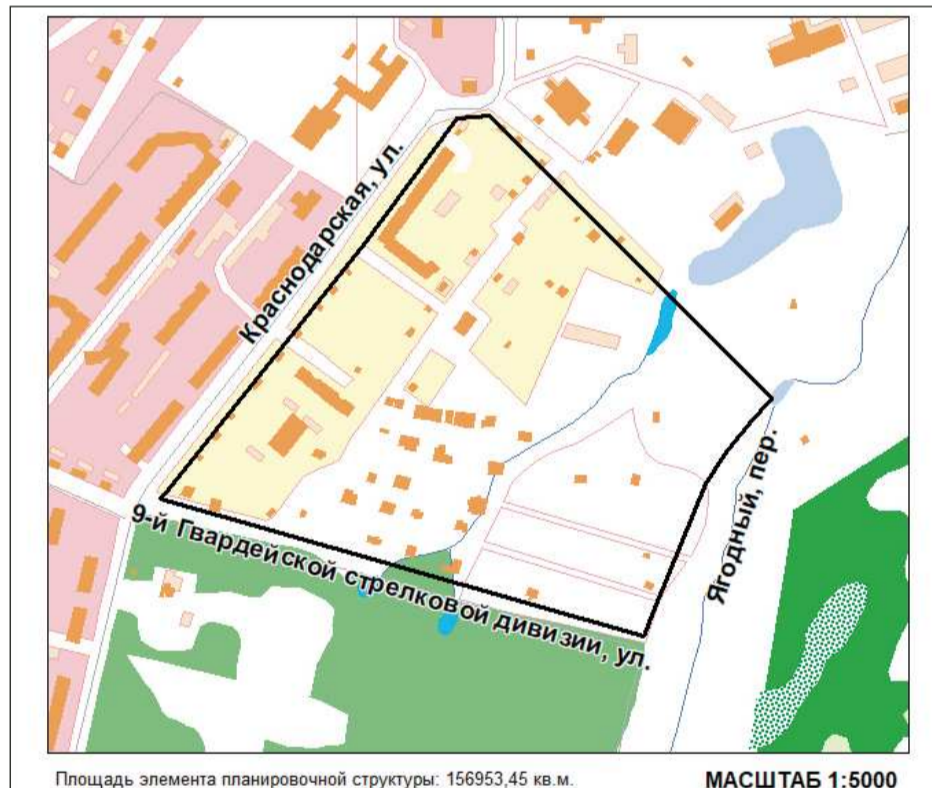 Краснодарская, ул.
9-й Гвардейской стрелковой дивизии, ул.
Ягодный, пер.
Площадь элемента планировочной структуры: 156953,45 кв.м.
МАСШТАБ 1:5000